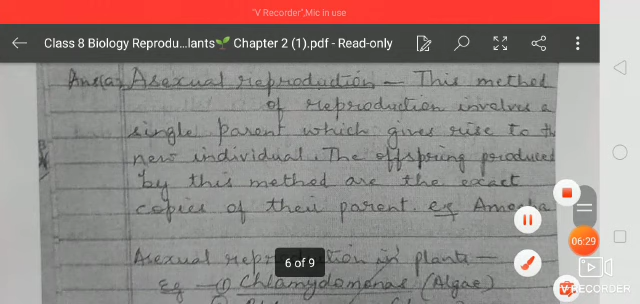 "V Recorder",Mic in use
Class 8 Biology Reprodu...lants🌱 Chapter 2 (1).pdf - Read-only
Ans(a) Asexual reproduction - This method
of reproduction involves a
single parent which gives rise to th
new individual. The offspring produced
by this method are the exact
copies of their parent. eg Amoeba
6 of 9
Asexual reproduction in plants -
Eg - ① Chlamydomonas (Algae)
06:29
RECORDER